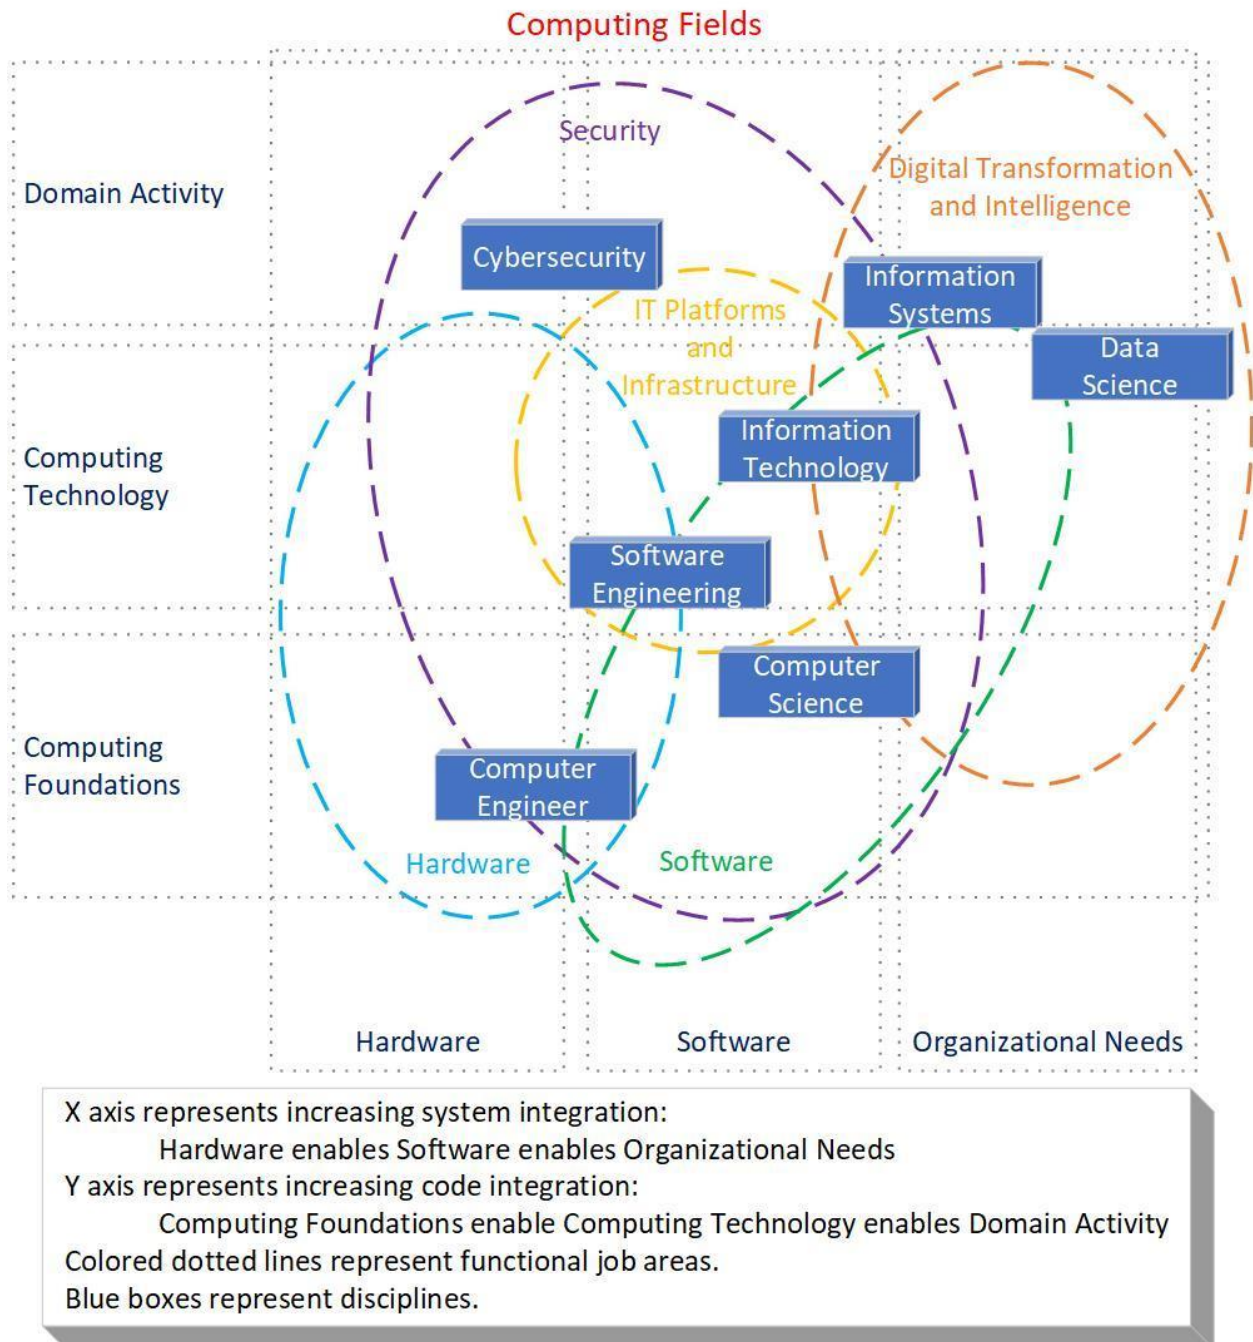 Computing Fields
Security
Digital Transformation
and Intelligence
Domain Activity
Cybersecurity
Information
Systems
IT Platforms
and
Infrastructure
Data
Science
Information
Technology
Computing
Technology
Software
Engineering
Computer
Science
Computing
Foundations
Computer
Engineer
Hardware
Software
Hardware
Software
Organizational Needs
X axis represents increasing system integration:
Hardware enables Software enables Organizational Needs
Y axis represents increasing code integration:
Computing Foundations enable Computing Technology enables Domain Activity
Colored dotted lines represent functional job areas.
Blue boxes represent disciplines.